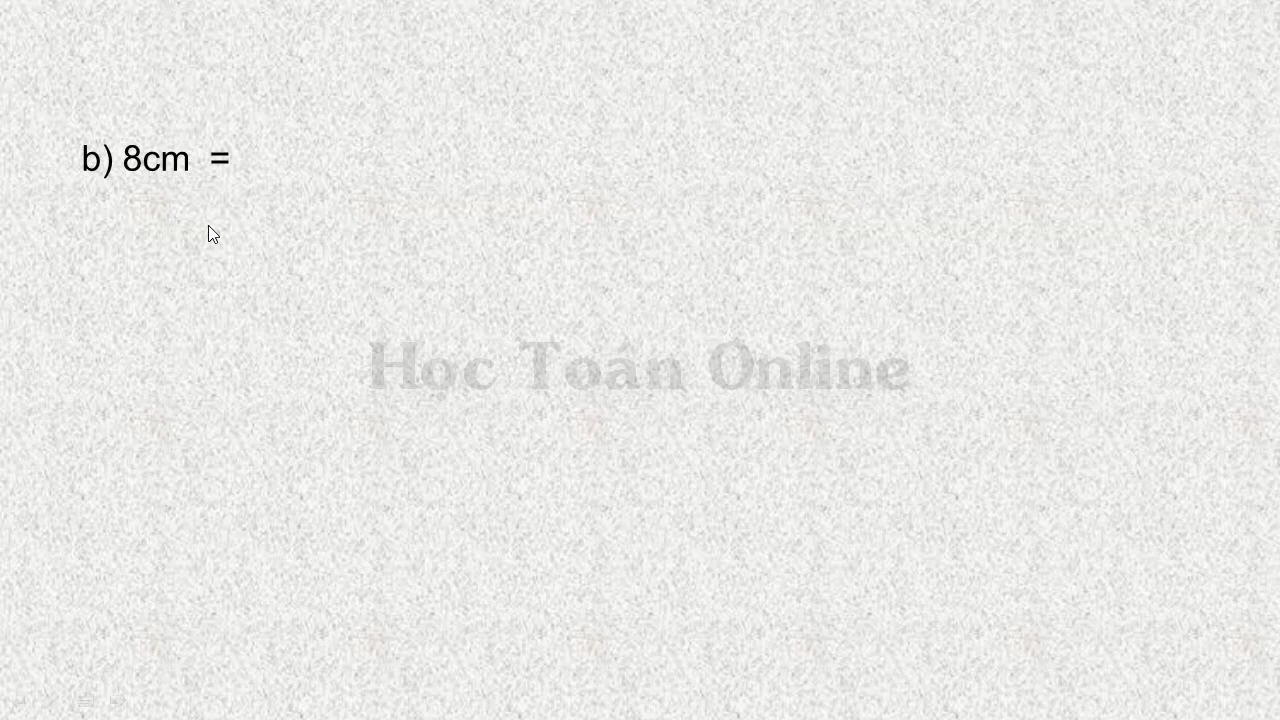 b) 8cm =
Học Toán Online